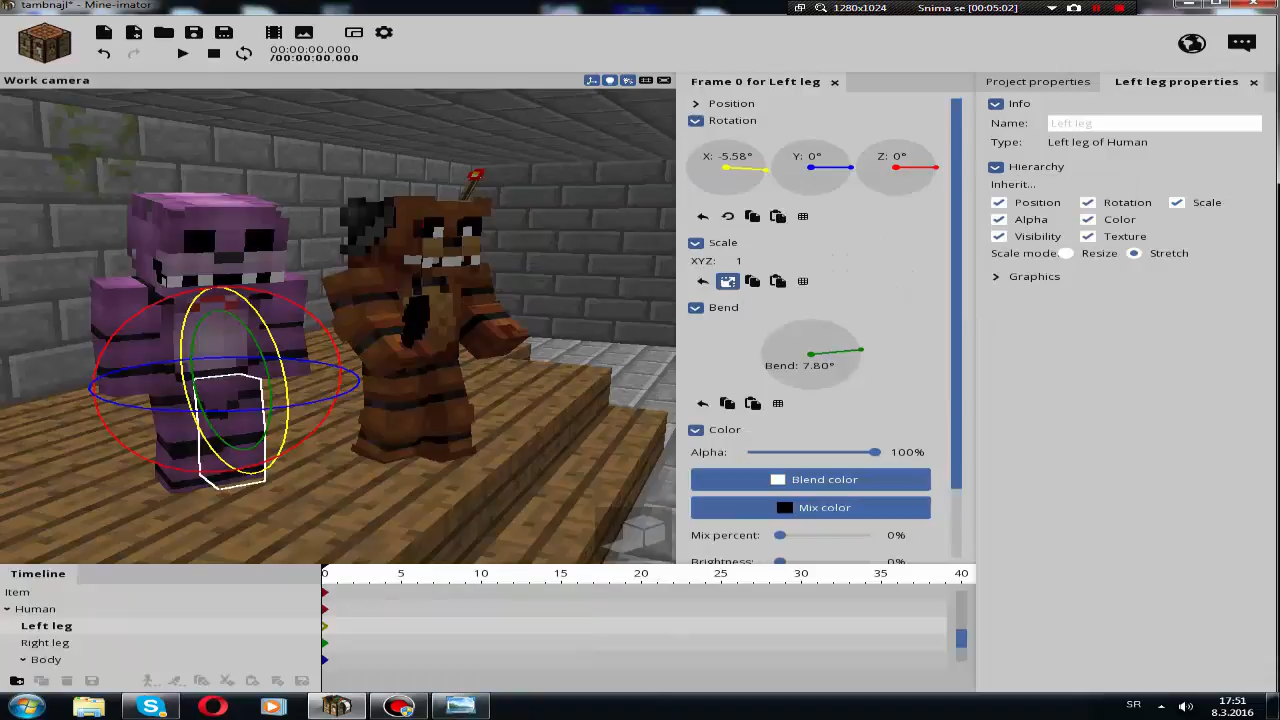 tambnajl* - Mine-imator
1280x1024
Snima se [00:05:02]
00:00:00.000
/00:00:00.000
Work camera
Frame 0 for Left leg
Project properties
Left leg properties
Position
Rotation
X: -5.58°
Y: 0°
Z: 0°
Scale
XYZ: 1
Bend
Bend: 7.80°
Color
Alpha: 100%
Blend color
Mix color
Mix percent: 0%
Brightness: 0%
Info
Name: Left leg
Type: Left leg of Human
Hierarchy
Inherit...
Position Rotation Scale
Alpha Color
Visibility Texture
Scale mode: Resize Stretch
Graphics
Timeline
0 5 10 15 20 25 30 35 40
Item
Human
Left leg
Right leg
Body
SR
17:51
8.3.2016